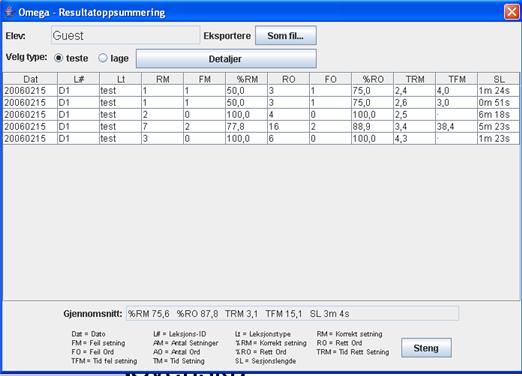 Omega - Resultatoppsummering
Elev: Guest Eksportere Som fil...
Velg type: teste lage Detaljer
Dat L# Lt RM FM %RM RO FO %RO TRM TFM SL
20060215 D1 test 1 1 50,0 3 1 75,0 2,4 4,0 1m 24s
20060215 D1 test 1 1 50,0 3 1 75,0 2,6 3,0 0m 51s
20060215 D1 test 2 0 100,0 4 0 100,0 2,5 - 6m 18s
20060215 D1 test 7 2 77,8 16 2 88,9 3,4 38,4 5m 23s
20060215 D1 test 3 0 100,0 6 0 100,0 4,3 - 1m 23s
Gjennomsnitt: %RM 75,6 %RO 87,8 TRM 3,1 TFM 15,1 SL 3m 4s
Dat = Dato L# = Leksjons-ID Lt = Leksjonstype RM = Korrekt setning
FM = Feil setning AM = Antal Setninger %RM = Korrekt setning RO = Rett Ord
FO = Feil Ord AO = Antal Ord %RO = Rett Ord TRM = Tid Rett Setning
TFM = Tid fel setning TM = Tid Setning SL = Sesjonslengde
Steng